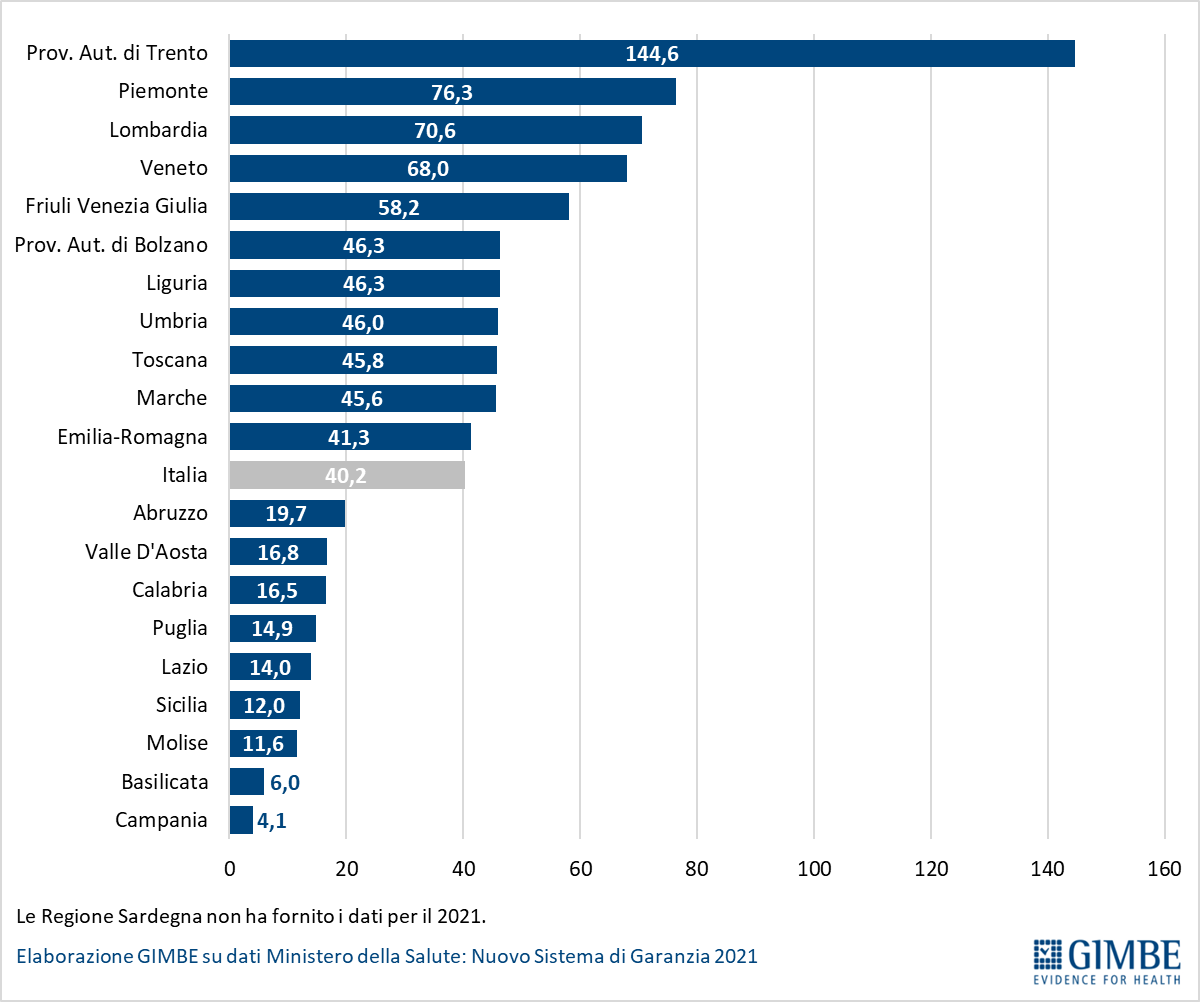 Prov. Aut. di Trento 144,6
Piemonte 76,3
Lombardia 70,6
Veneto 68,0
Friuli Venezia Giulia 58,2
Prov. Aut. di Bolzano 46,3
Liguria 46,3
Umbria 46,0
Toscana 45,8
Marche 45,6
Emilia-Romagna 41,3
Italia 40,2
Abruzzo 19,7
Valle D'Aosta 16,8
Calabria 16,5
Puglia 14,9
Lazio 14,0
Sicilia 12,0
Molise 11,6
Basilicata 6,0
Campania 4,1
0 20 40 60 80 100 120 140 160
Le Regione Sardegna non ha fornito i dati per il 2021.
Elaborazione GIMBE su dati Ministero della Salute: Nuovo Sistema di Garanzia 2021
GIMBE
EVIDENCE FOR HEALTH